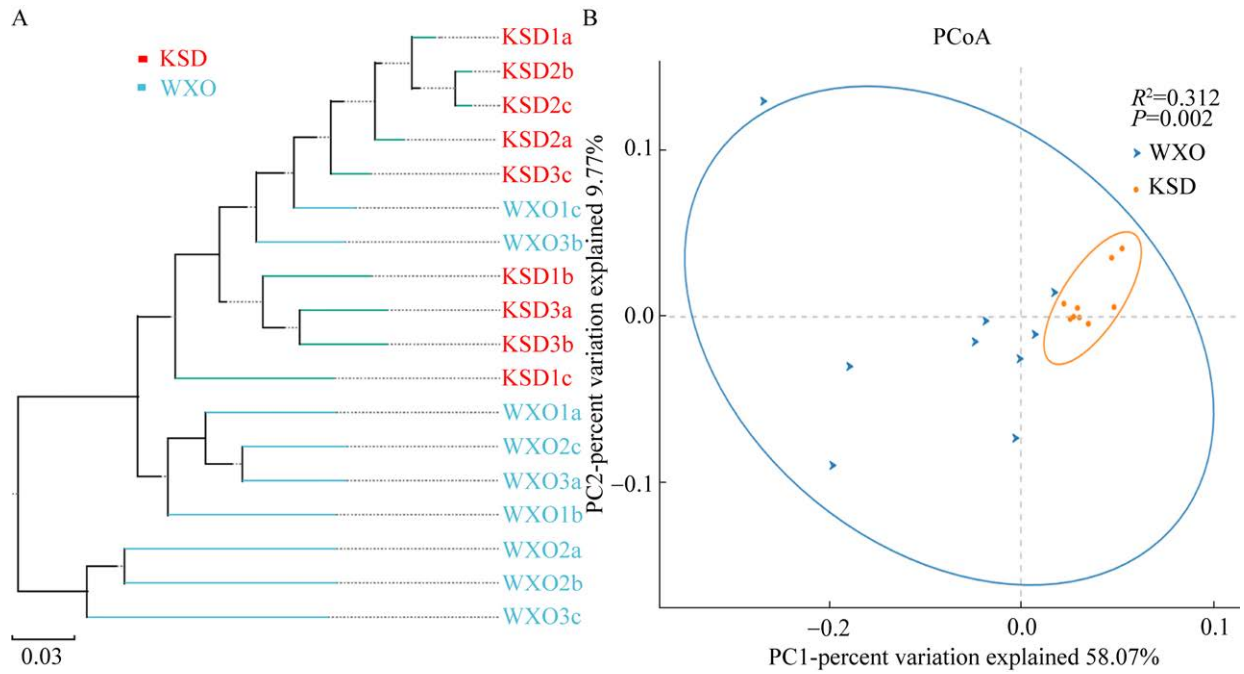 A
KSD
WXO
KSD1a
KSD2b
KSD2c
KSD2a
KSD3c
WXO1c
WXO3b
KSD1b
KSD3a
KSD3b
KSD1c
WXO1a
WXO2c
WXO3a
WXO1b
WXO2a
WXO2b
WXO3c
0.03
B
PCoA
R²=0.312
P=0.002
WXO
KSD
PC2-percent variation explained 9.77%
0.1
0.0
−0.1
−0.2
0.0
0.1
PC1-percent variation explained 58.07%